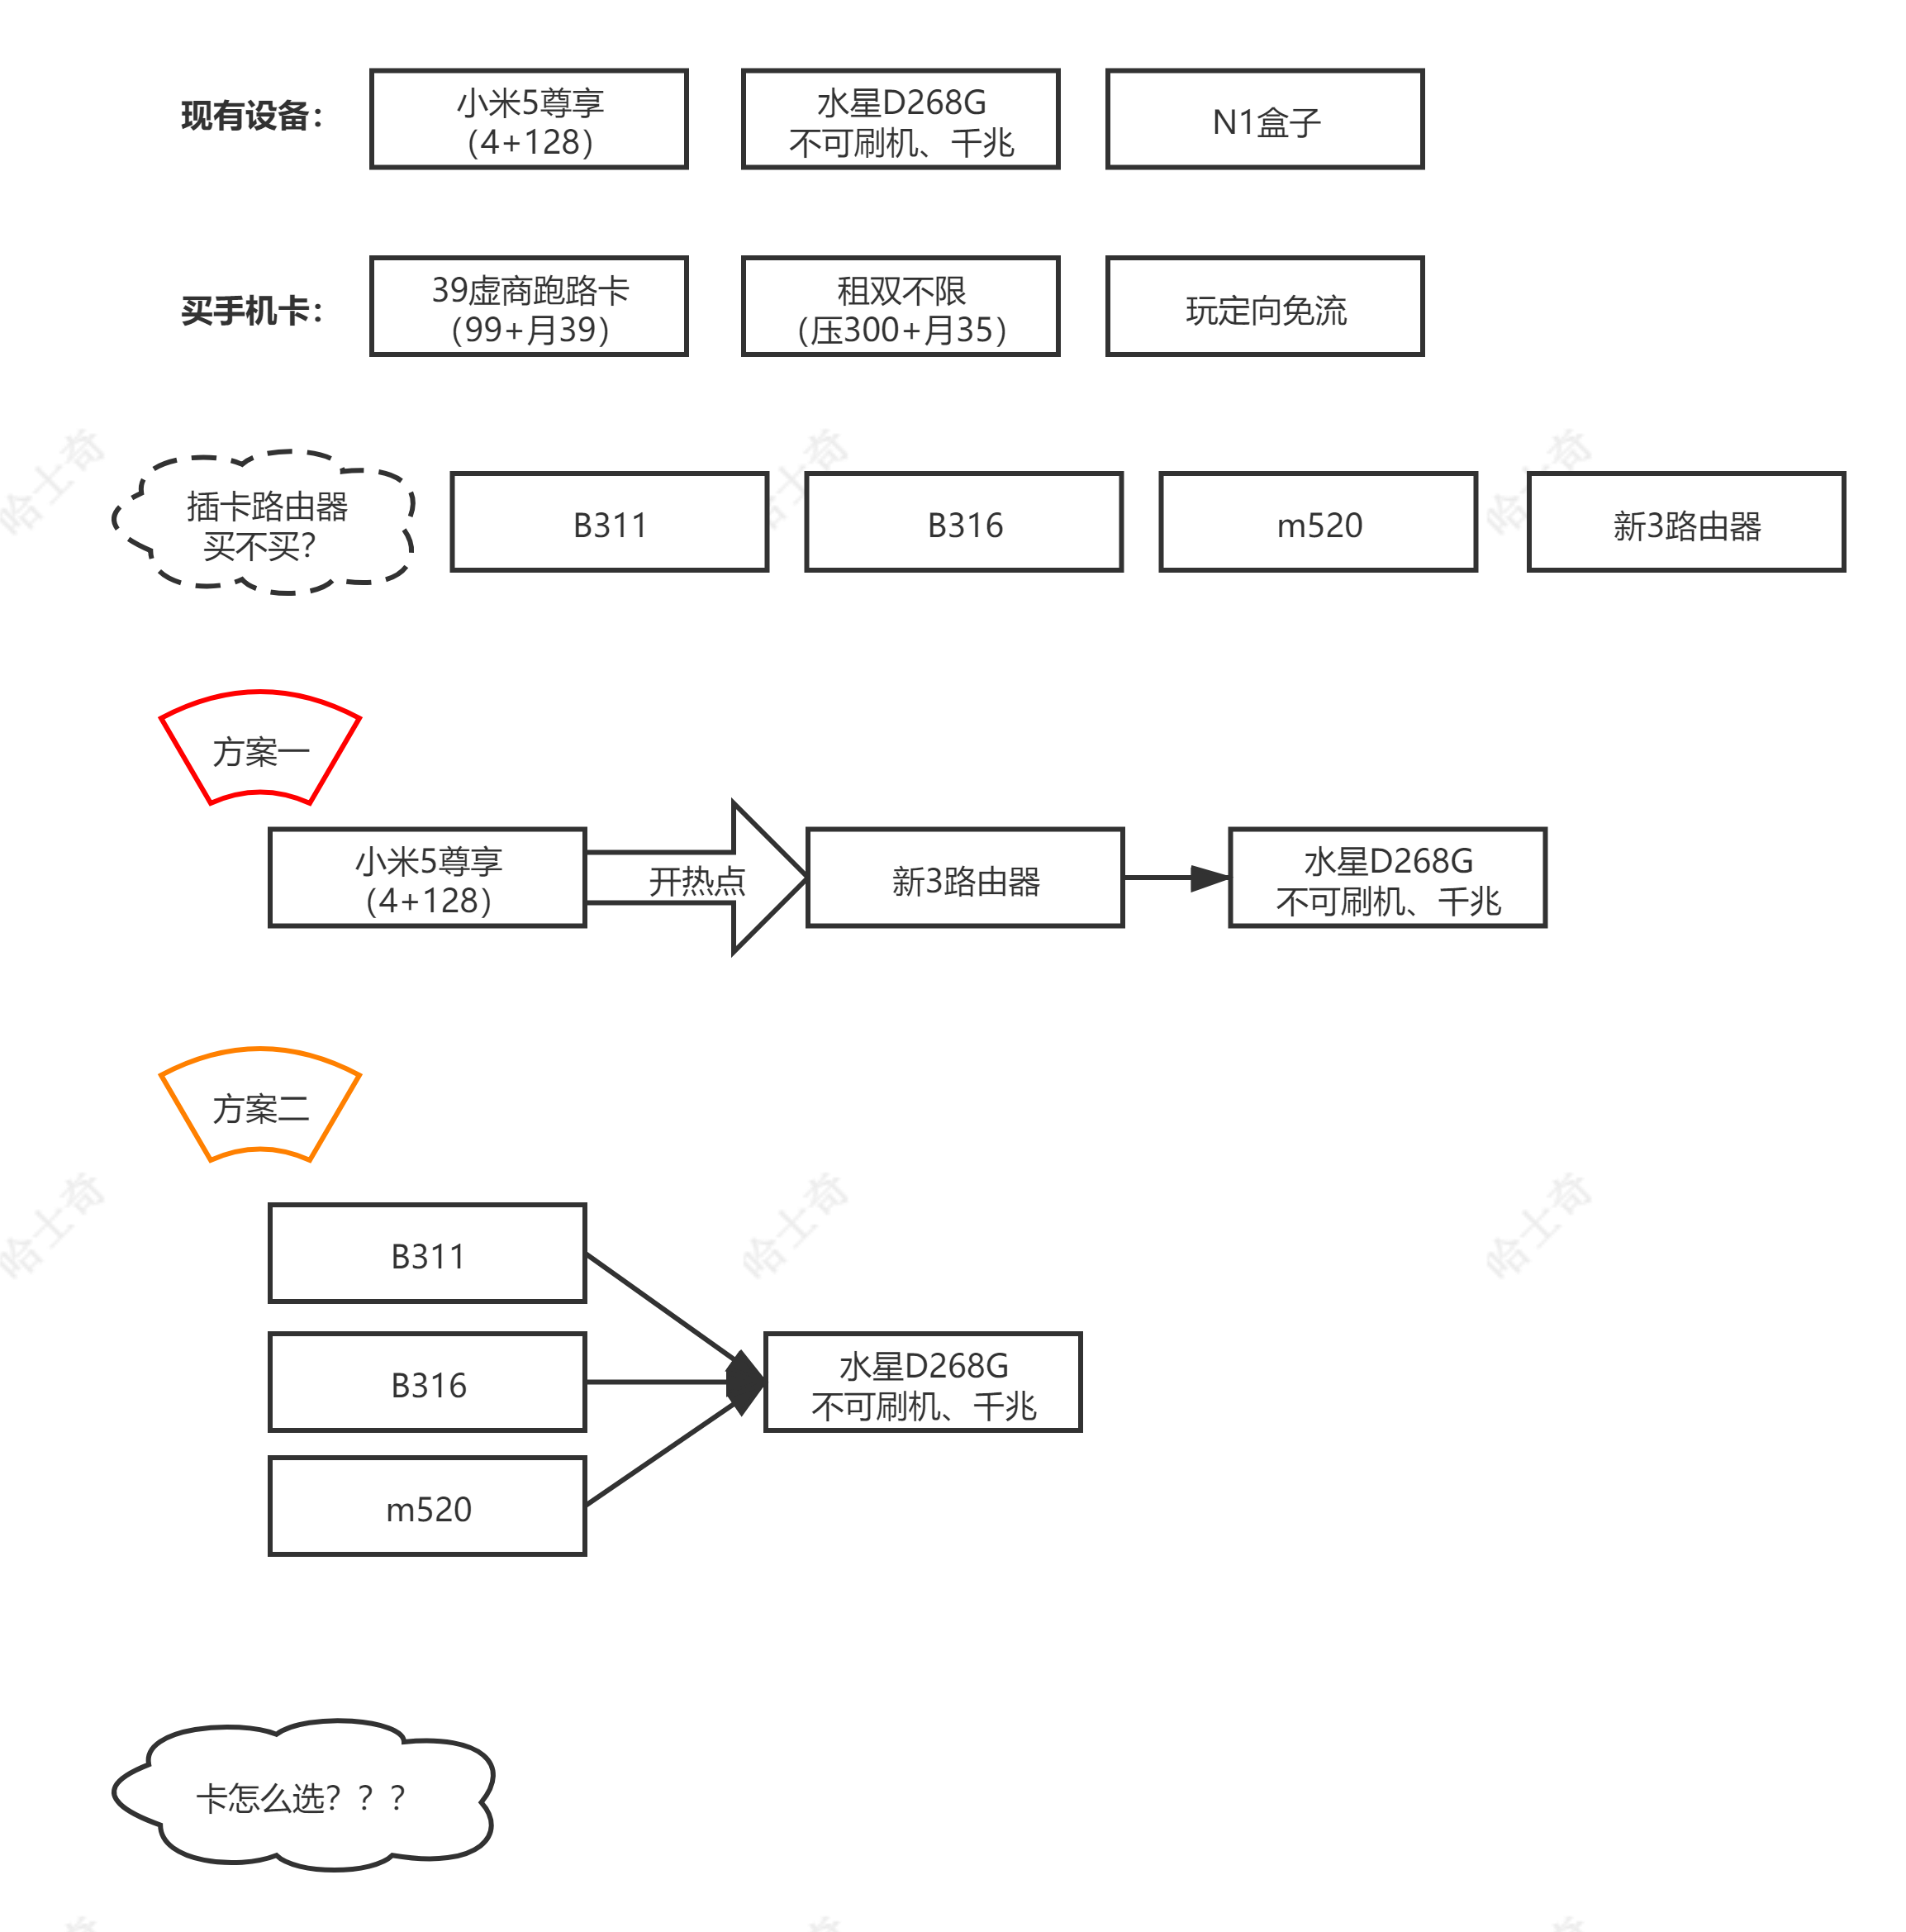 现有设备：
小米5尊享
（4+128）
水星D268G
不可刷机、千兆
N1盒子
买手机卡：
39虚商跑路卡
（99+月39）
租双不限
（压300+月35）
玩定向免流
插卡路由器
买不买？
B311
B316
m520
新3路由器
方案一
小米5尊享
（4+128）
开热点
新3路由器
水星D268G
不可刷机、千兆
方案二
B311
B316
m520
水星D268G
不可刷机、千兆
卡怎么选？？？
哈士奇
哈士奇
哈士奇
哈士奇
哈士奇
哈士奇